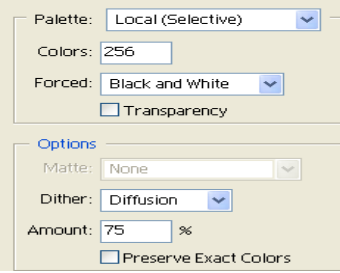 Palette: Local (Selective)
Colors: 256
Forced: Black and White
Transparency
Options
Matte: None
Dither: Diffusion
Amount: 75 %
Preserve Exact Colors